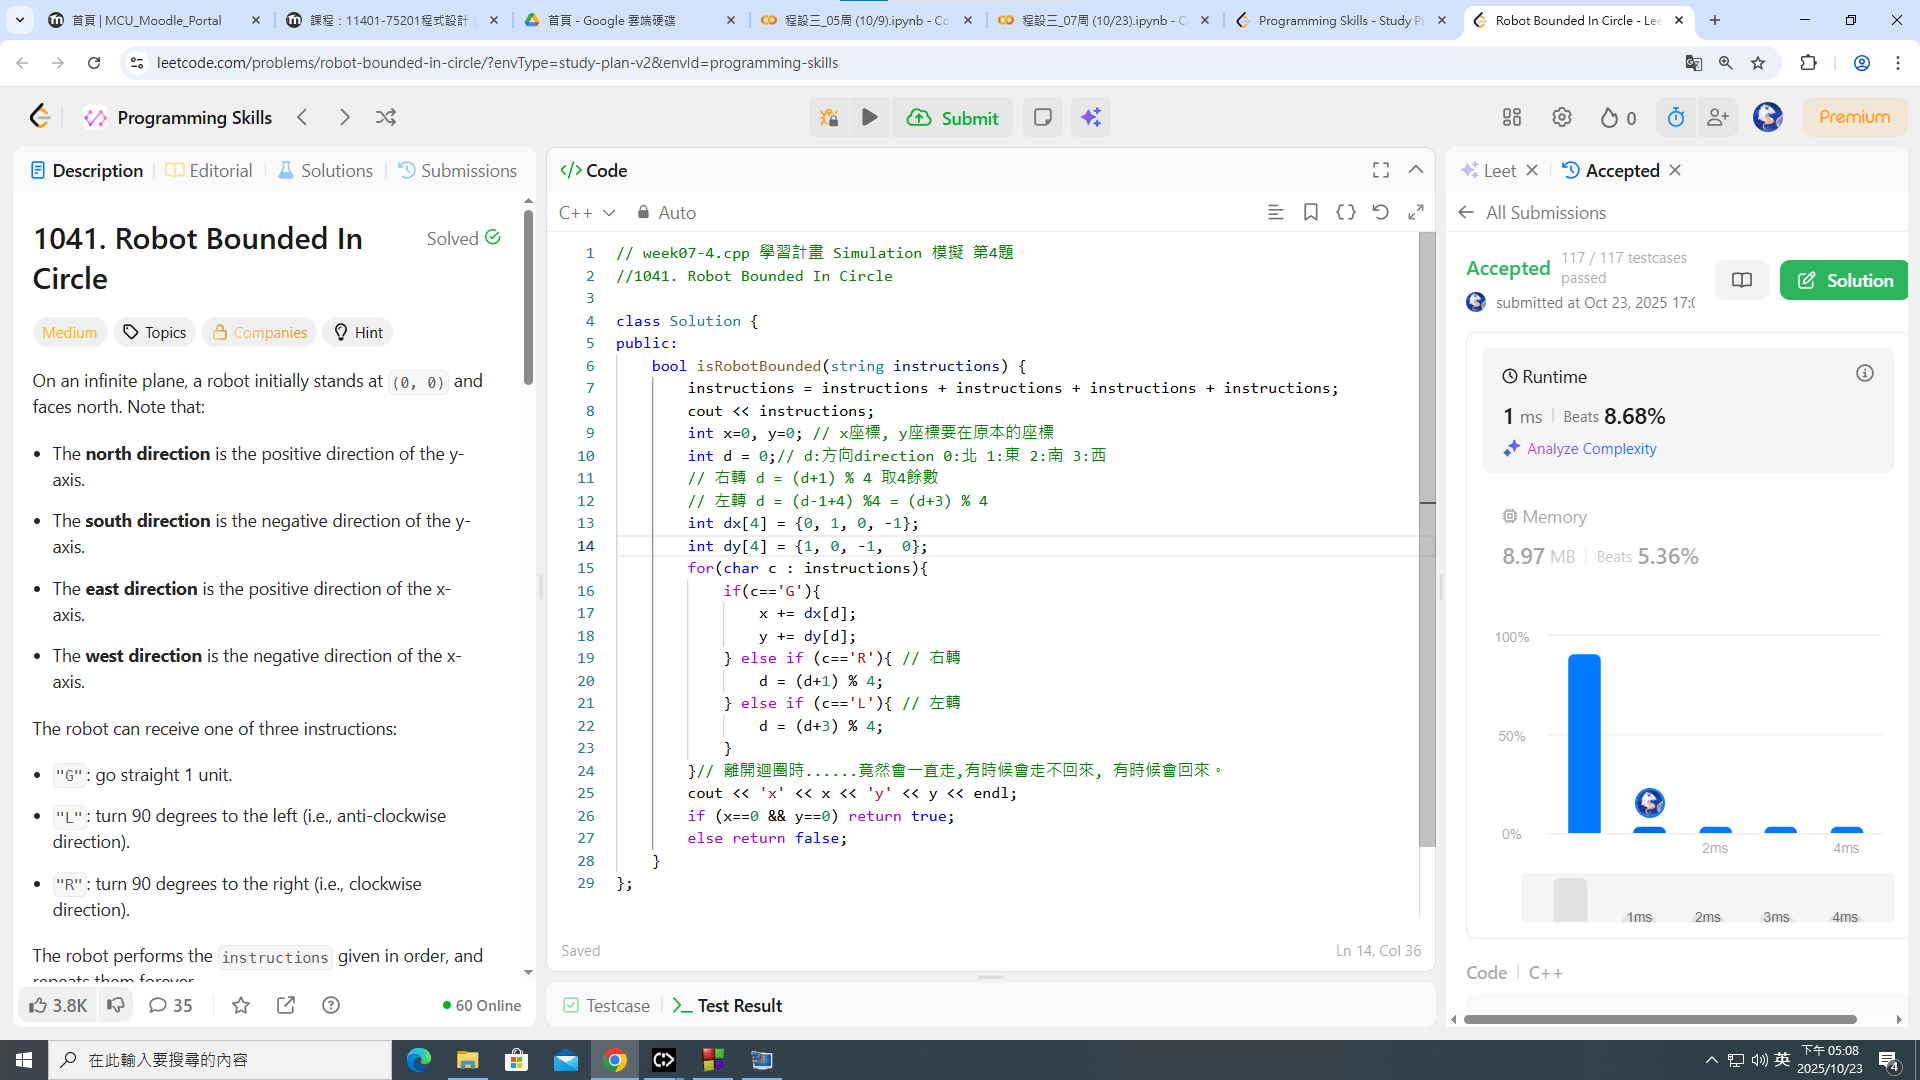 首頁 | MCU_Moodle_Portal
課程：11401-75201程式設計 (
首頁 - Google 雲端硬碟
程設三_05周 (10/9).ipynb - Co
程設三_07周 (10/23).ipynb - C
Programming Skills - Study Pl
Robot Bounded In Circle - Lee
leetcode.com/problems/robot-bounded-in-circle/?envType=study-plan-v2&envId=programming-skills
Programming Skills
Submit
0
Premium
Description
Editorial
Solutions
Submissions
1041. Robot Bounded In
Circle
Solved
Medium
Topics
Companies
Hint
On an infinite plane, a robot initially stands at (0, 0) and
faces north. Note that:
• The north direction is the positive direction of the y-
axis.
• The south direction is the negative direction of the y-
axis.
• The east direction is the positive direction of the x-
axis.
• The west direction is the negative direction of the x-
axis.
The robot can receive one of three instructions:
• "G": go straight 1 unit.
• "L": turn 90 degrees to the left (i.e., anti-clockwise
direction).
• "R": turn 90 degrees to the right (i.e., clockwise
direction).
The robot performs the instructions given in order, and
repeats them forever.
3.8K
35
60 Online
</> Code
C++
Auto
1 // week07-4.cpp 學習計畫 Simulation 模擬 第4題
2 //1041. Robot Bounded In Circle
3
4 class Solution {
5 public:
6     bool isRobotBounded(string instructions) {
7         instructions = instructions + instructions + instructions + instructions;
8         cout << instructions;
9         int x=0, y=0; // x座標, y座標要在原本的座標
10         int d = 0;// d:方向direction 0:北 1:東 2:南 3:西
11         // 右轉 d = (d+1) % 4 取4餘數
12         // 左轉 d = (d-1+4) %4 = (d+3) % 4
13         int dx[4] = {0, 1, 0, -1};
14         int dy[4] = {1, 0, -1,  0};
15         for(char c : instructions){
16             if(c=='G'){
17                 x += dx[d];
18                 y += dy[d];
19             } else if (c=='R'){ // 右轉
20                 d = (d+1) % 4;
21             } else if (c=='L'){ // 左轉
22                 d = (d+3) % 4;
23             }
24         }// 離開迴圈時......竟然會一直走,有時候會走不回來, 有時候會回來。
25         cout << 'x' << x << 'y' << y << endl;
26         if (x==0 && y==0) return true;
27         else return false;
28     }
29 };
Saved
Ln 14, Col 36
Testcase
Test Result
Leet
Accepted
All Submissions
Accepted
117 / 117 testcases
passed
submitted at Oct 23, 2025 17:0
Solution
Runtime
1 ms
Beats 8.68%
Analyze Complexity
Memory
8.97 MB
Beats 5.36%
100%
50%
0%
2ms
4ms
1ms
2ms
3ms
4ms
Code
C++
在此輸入要搜尋的內容
英
下午 05:08
2025/10/23
4